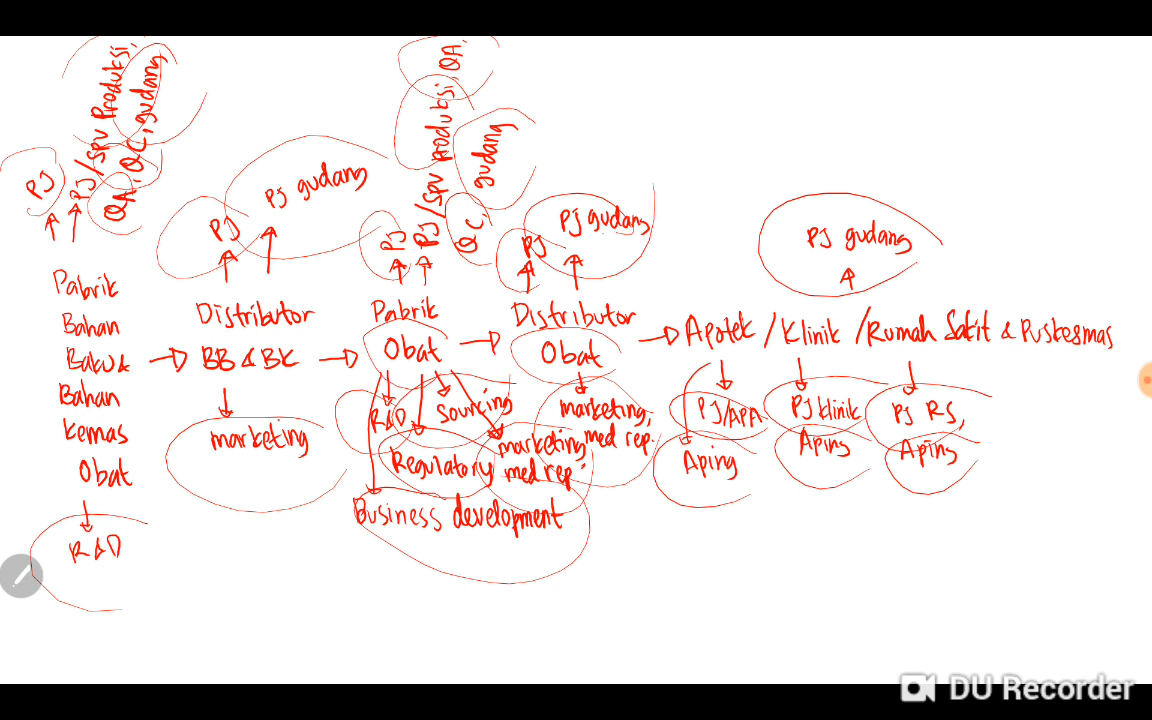 PJ
PJ/Spv Produksi,
QA, QC, gudang
PJ
PJ gudang
PJ
PJ/Spv produksi, QA,
QC, gudang
PJ
PJ gudang
PJ gudang
Pabrik
Bahan
Baku &
Bahan
kemas
Obat
R&D
Distributor
BB & BK
marketing
Pabrik
Obat
R&D
Sourcing
Regulatory
marketing
med rep.
Business development
Distributor
Obat
marketing,
med rep.
Apotek / Klinik / Rumah Sakit & Puskesmas
PJ/APA
Aping
PJ klinik
Aping
PJ RS,
Aping
DU Recorder